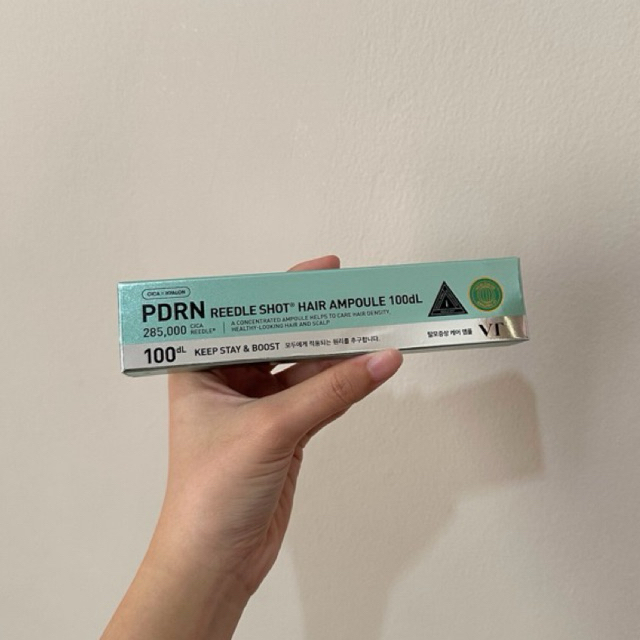 CICA × HYALON
PDRN REEDLE SHOT® HAIR AMPOULE 100dL
285,000 CICA NEEDLE*
A CONCENTRATED AMPOULE HELPS TO CARE HAIR DENSITY,
HEALTHY-LOOKING HAIR AND SCALP
100dL KEEP STAY & BOOST 모두에게 적용되는 원리를 추구합니다.
탈모증상 케어 앰플 VT